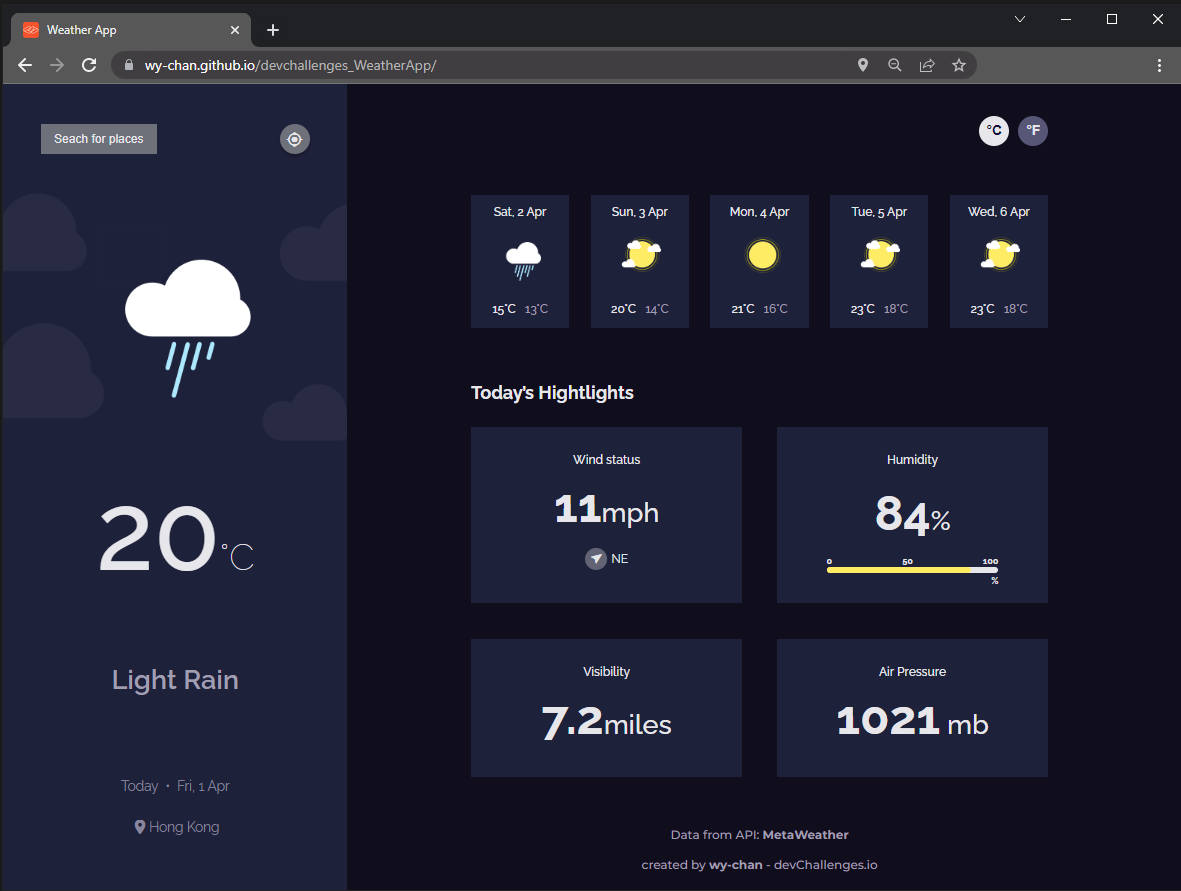 Weather App
wy-chan.github.io/devchallenges_WeatherApp/
Seach for places
20°C
Light Rain
Today • Fri, 1 Apr
Hong Kong
°C °F
Sat, 2 Apr
15°C 13°C
Sun, 3 Apr
20°C 14°C
Mon, 4 Apr
21°C 16°C
Tue, 5 Apr
23°C 18°C
Wed, 6 Apr
23°C 18°C
Today's Hightlights
Wind status
11mph
NE
Humidity
84%
0 50 100
%
Visibility
7.2miles
Air Pressure
1021 mb
Data from API: MetaWeather
created by wy-chan - devChallenges.io